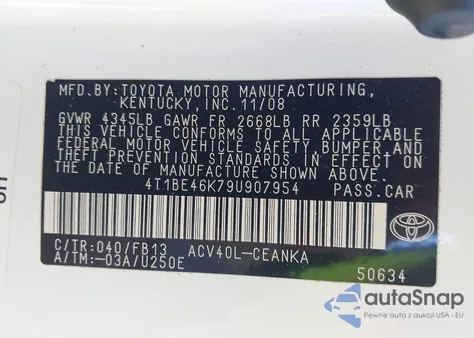 MFD.BY:TOYOTA MOTOR MANUFACTURING,
KENTUCKY,INC.11/08
GVWR 4345LB GAWR FR 2668LB RR 2359LB
THIS VEHICLE CONFORMS TO ALL APPLICABLE
FEDERAL MOTOR VEHICLE SAFETY, BUMPER, AND
THEFT PREVENTION STANDARDS IN EFFECT ON
THE DATE OF MANUFACTURE SHOWN ABOVE.
4T1BE46K79U907954 PASS.CAR
C/TR:040/FB13 ACV40L-CEANKA
A/TM:-03A/U250E
50634
TOYOTA
autoSnap
Pewne auta z aukcji USA i EU